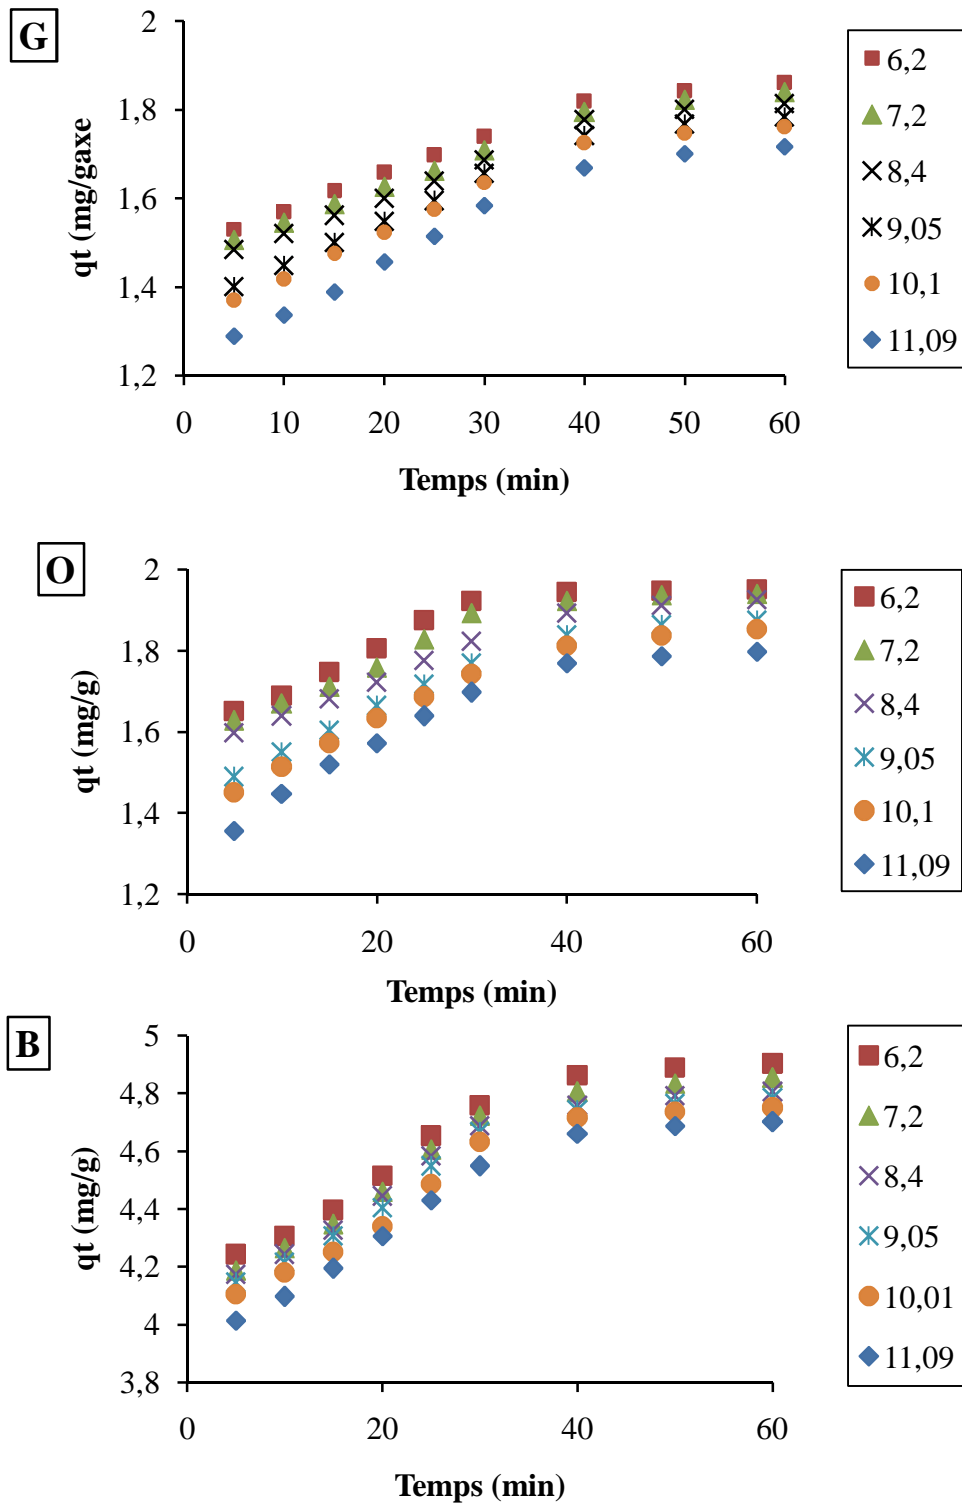 G
2
1,8
1,6
1,4
1,2
qt (mg/gaxe
0 10 20 30 40 50 60
Temps (min)
6,2
7,2
8,4
9,05
10,1
11,09
O
2
1,8
1,6
1,4
1,2
qt (mg/g)
0 20 40 60
Temps (min)
6,2
7,2
8,4
9,05
10,1
11,09
B
5
4,8
4,6
4,4
4,2
4
3,8
qt (mg/g)
0 20 40 60
Temps (min)
6,2
7,2
8,4
9,05
10,01
11,09